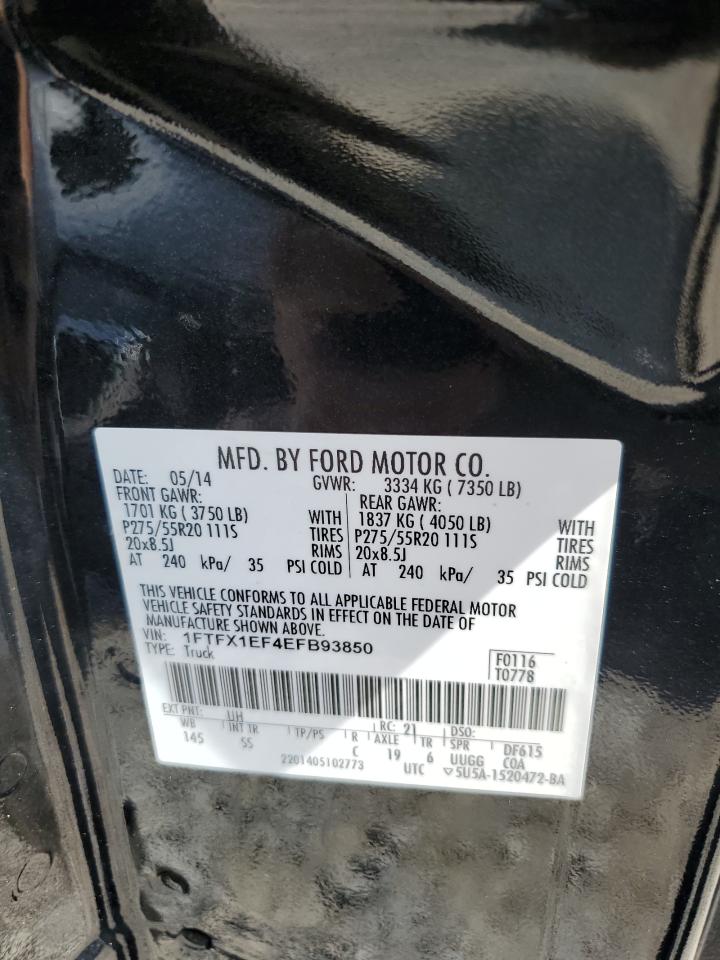 MFD. BY FORD MOTOR CO.
DATE: 05/14 GVWR: 3334 KG ( 7350 LB)
FRONT GAWR: REAR GAWR:
1701 KG ( 3750 LB) WITH 1837 KG ( 4050 LB) WITH
P275/55R20 111S TIRES P275/55R20 111S TIRES
20x8.5J RIMS 20x8.5J RIMS
AT 240 kPa/ 35 PSI COLD AT 240 kPa/ 35 PSI COLD
THIS VEHICLE CONFORMS TO ALL APPLICABLE FEDERAL MOTOR
VEHICLE SAFETY STANDARDS IN EFFECT ON THE DATE OF
MANUFACTURE SHOWN ABOVE.
VIN: 1FTFX1EF4EFB93850
TYPE: Truck
F0116
T0778
EXT PNT: UH RC: 21 DSO:
WB INT TR TP/PS R AXLE TR SPR DF615
145 SS C 19 6 UUGG COA
2201405102773 UTC ▽5U5A-1520472-BA